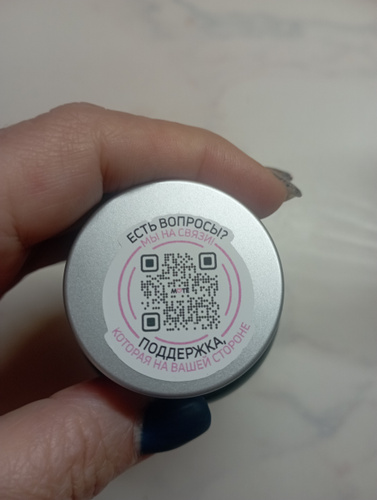 ЕСТЬ ВОПРОСЫ?
МЫ НА СВЯЗИ!
ПОДДЕРЖКА,
КОТОРАЯ НА ВАШЕЙ СТОРОНЕ